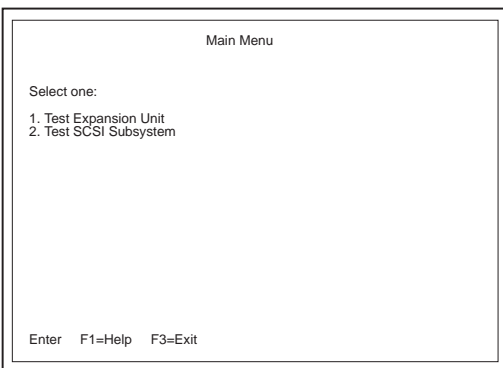 Main Menu
Select one:
1. Test Expansion Unit
2. Test SCSI Subsystem
Enter F1=Help F3=Exit